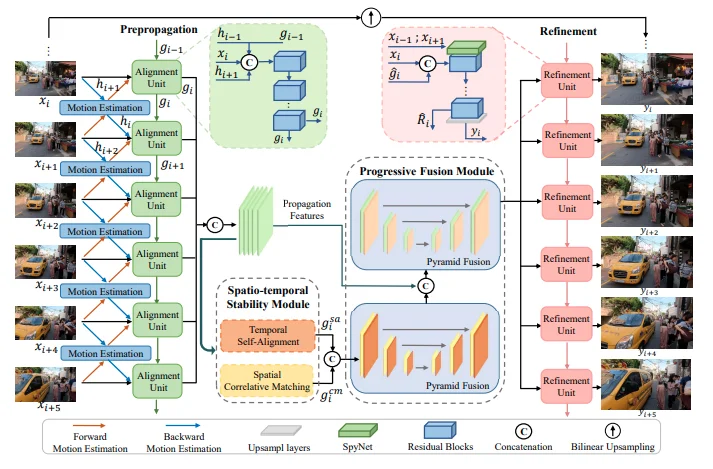 Prepropagation
Refinement
g_{i-1}
h_{i-1}
g_{i-1}
x_i
h_{i+1}
C
g_i
g_i
x_{i-1} ; x_{i+1}
x_i
ĝ_i
C
R̂_i
y_i
Alignment
Unit
h_{i+1}
g_i
g_i
x_i
Motion Estimation
h_i
Alignment
Unit
h_{i+2}
g_{i+1}
x_{i+1}
Motion Estimation
Alignment
Unit
x_{i+2}
Alignment
Unit
x_{i+3}
Motion Estimation
Alignment
Unit
x_{i+4}
Motion Estimation
Alignment
Unit
x_{i+5}
C
Propagation
Features
Spatio-temporal
Stability Module
Temporal
Self-Alignment
g_i^{sa}
Spatial
Correlative Matching
g_i^{cm}
C
Progressive Fusion Module
Pyramid Fusion
C
Pyramid Fusion
Refinement
Unit
y_i
Refinement
Unit
y_{i+1}
Refinement
Unit
y_{i+2}
Refinement
Unit
y_{i+3}
Refinement
Unit
y_{i+4}
Refinement
Unit
y_{i+5}
Forward
Motion Estimation
Backward
Motion Estimation
Upsampl layers
SpyNet
Residual Blocks
C
Concatenation
Bilinear Upsampling